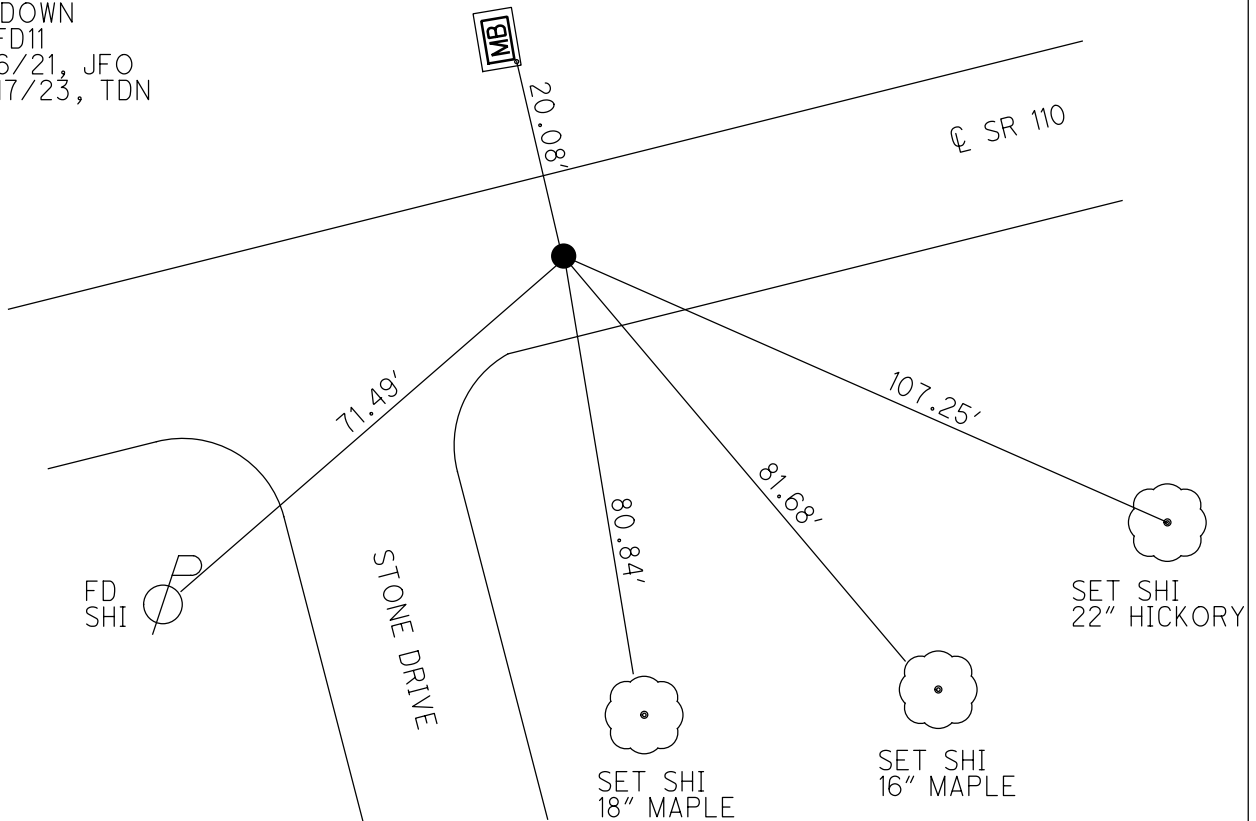 DOWN
FD11
6/21, JFO
17/23, TDN
MB
20.08'
℄ SR 110
71.49'
107.25'
81.68'
80.84'
FD
SHI
STONE DRIVE
SET SHI
22" HICKORY
SET SHI
16" MAPLE
SET SHI
18" MAPLE